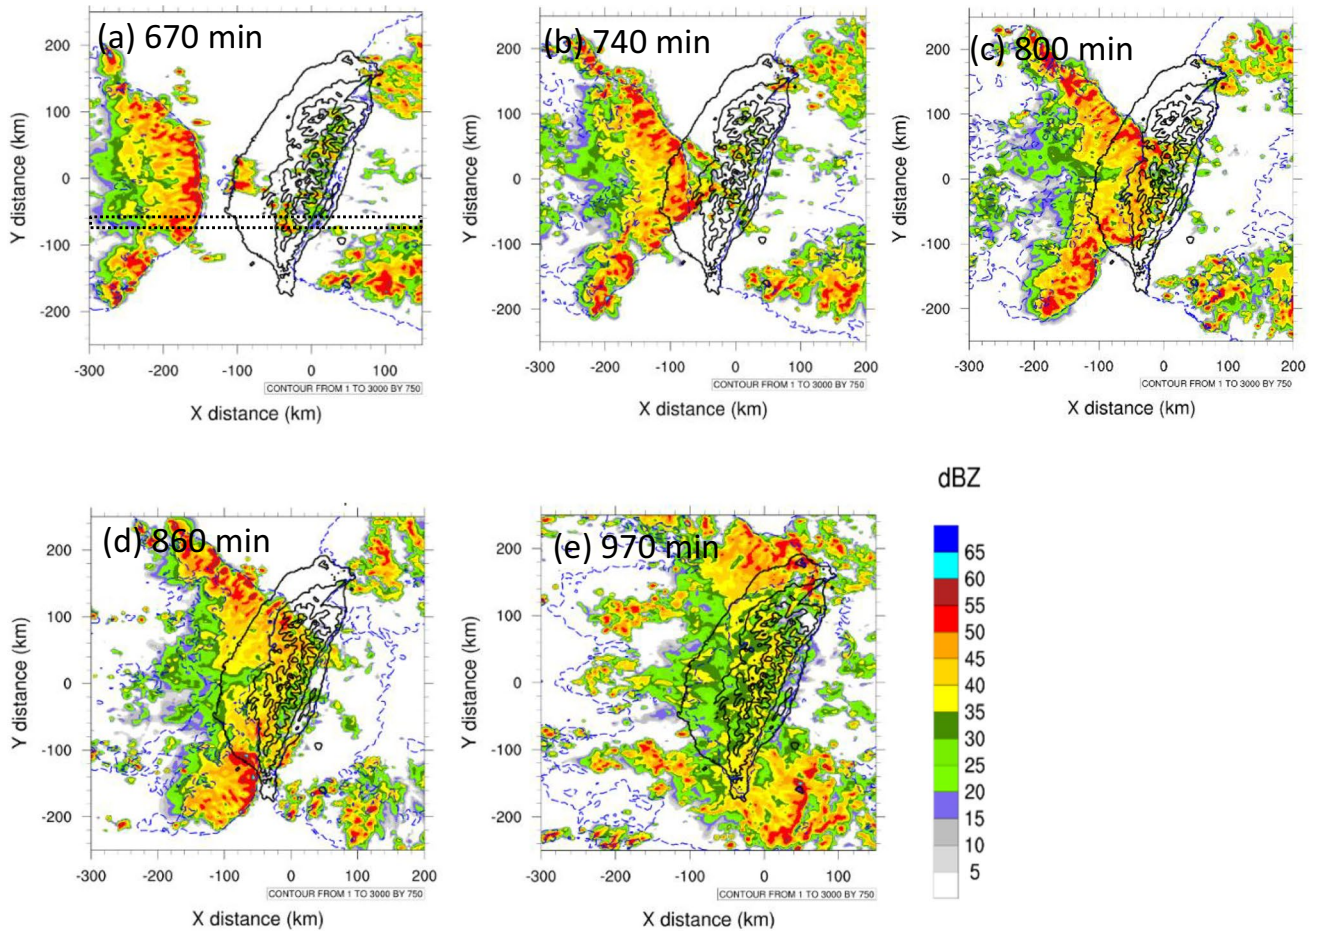 (a) 670 min
200
100
0
-100
-200
Y distance (km)
-300 -200 -100 0 100
CONTOUR FROM 1 TO 3000 BY 750
X distance (km)
(b) 740 min
200
100
0
-100
-200
Y distance (km)
-300 -200 -100 0 100 200
CONTOUR FROM 1 TO 3000 BY 750
X distance (km)
(c) 800 min
200
100
0
-100
-200
Y distance (km)
-300 -200 -100 0 100 200
CONTOUR FROM 1 TO 3000 BY 750
X distance (km)
(d) 860 min
200
100
0
-100
-200
Y distance (km)
-300 -200 -100 0 100 200
CONTOUR FROM 1 TO 3000 BY 750
X distance (km)
(e) 970 min
200
100
0
-100
-200
Y distance (km)
-300 -200 -100 0 100
CONTOUR FROM 1 TO 3000 BY 750
X distance (km)
dBZ
65
60
55
50
45
40
35
30
25
20
15
10
5